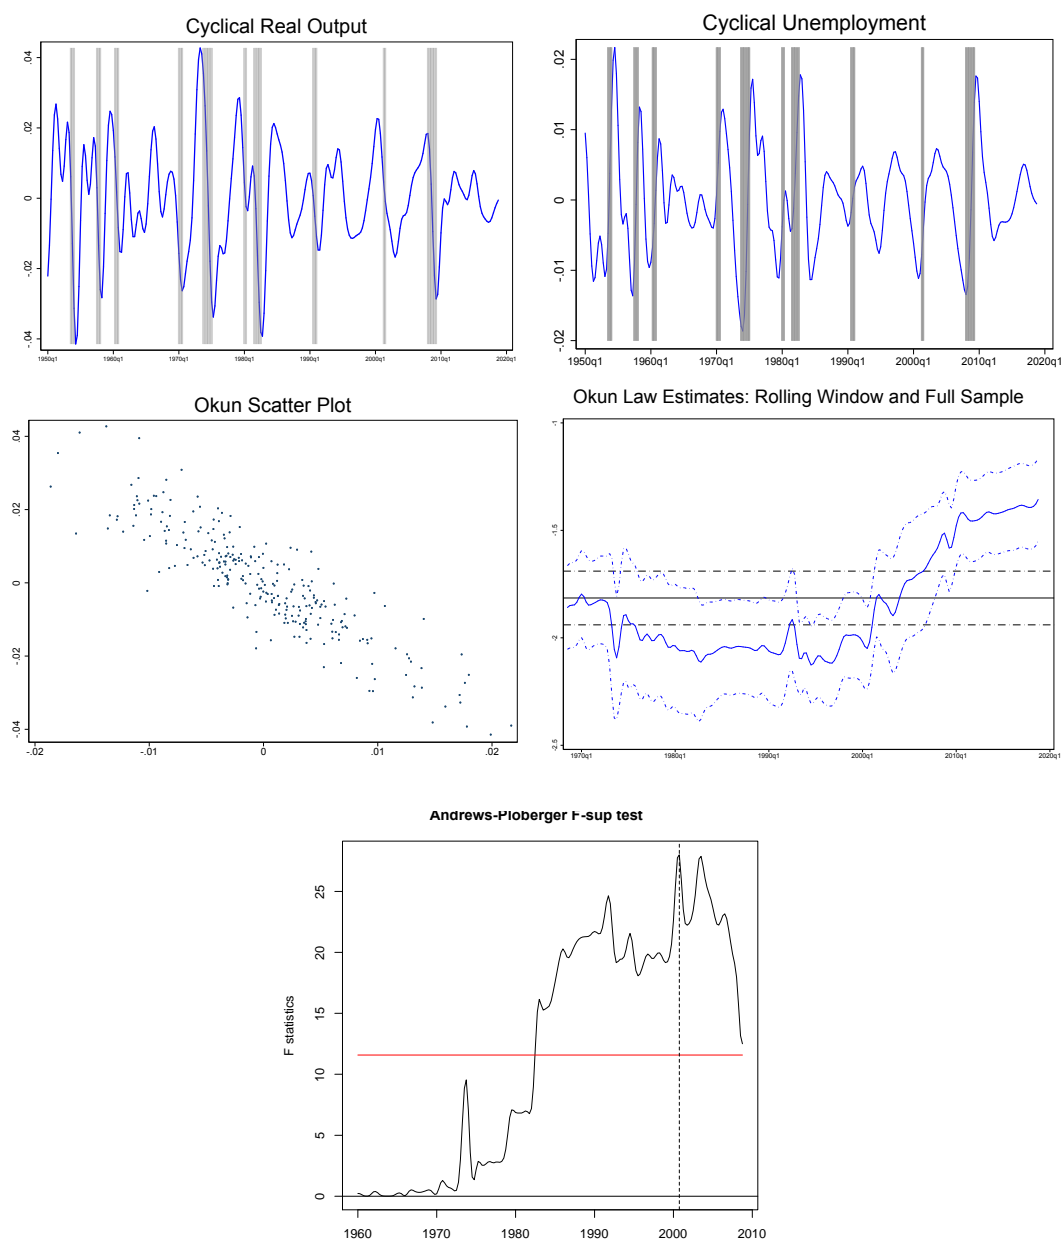 Cyclical Real Output
.04
.02
0
-.02
-.04
1950q1 1960q1 1970q1 1980q1 1990q1 2000q1 2010q1 2020q1
Cyclical Unemployment
.02
.01
0
-.01
-.02
1950q1 1960q1 1970q1 1980q1 1990q1 2000q1 2010q1 2020q1
Okun Scatter Plot
.04
.02
0
-.02
-.04
-.02 -.01 0 .01 .02
Okun Law Estimates: Rolling Window and Full Sample
-1
-1.5
-2
-2.5
1970q1 1980q1 1990q1 2000q1 2010q1 2020q1
Andrews-Ploberger F-sup test
F statistics
25
20
15
10
5
0
1960 1970 1980 1990 2000 2010